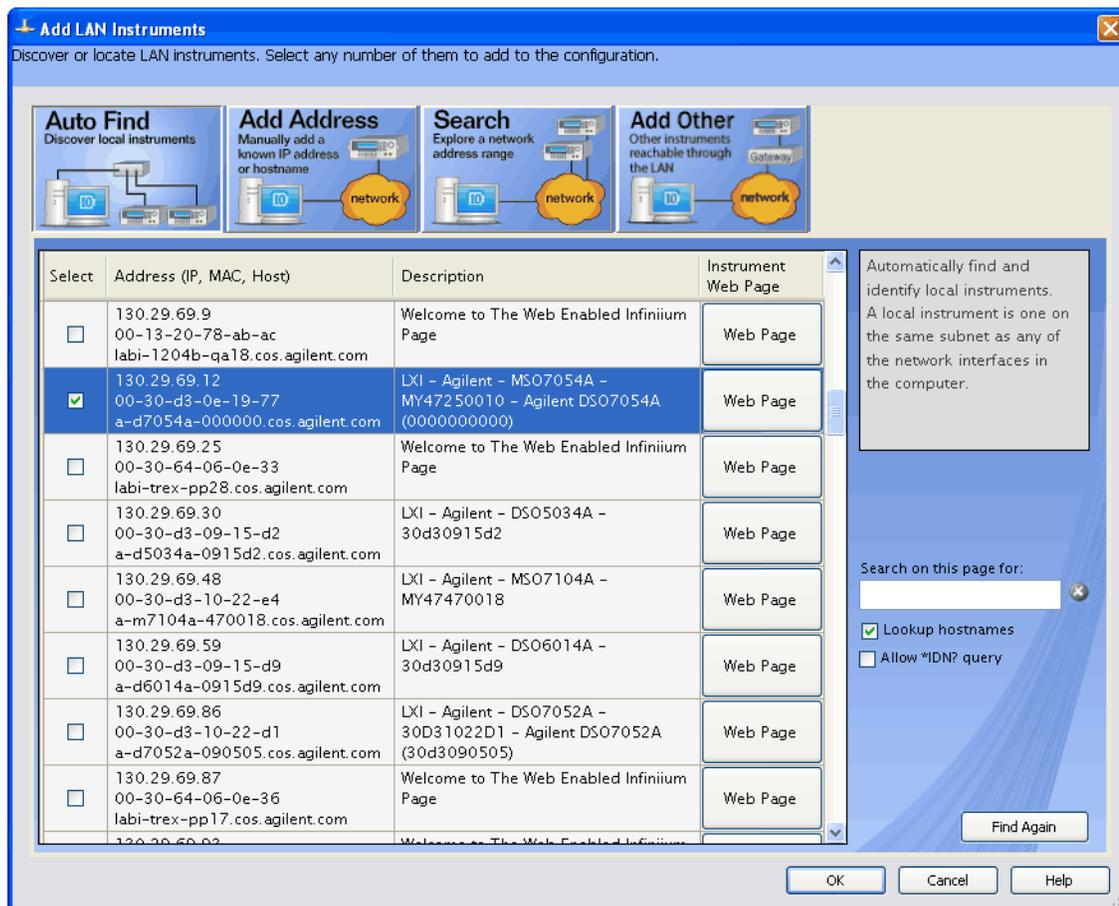 Add LAN Instruments
Discover or locate LAN instruments. Select any number of them to add to the configuration.
Auto Find
Discover local instruments
IO
Add Address
Manually add a
known IP address
or hostname
IO
network
Search
Explore a network
address range
IO
network
Add Other
Other instruments
reachable through
the LAN
Gateway
IO
network
Select
Address (IP, MAC, Host)
Description
Instrument
Web Page
130.29.69.9
00-13-20-78-ab-ac
labi-1204b-qa18.cos.agilent.com
Welcome to The Web Enabled Infiniium
Page
Web Page
130.29.69.12
00-30-d3-0e-19-77
a-d7054a-000000.cos.agilent.com
LXI - Agilent - MSO7054A -
MY47250010 - Agilent DSO7054A
(0000000000)
Web Page
130.29.69.25
00-30-64-06-0e-33
labi-trex-pp28.cos.agilent.com
Welcome to The Web Enabled Infiniium
Page
Web Page
130.29.69.30
00-30-d3-09-15-d2
a-d5034a-0915d2.cos.agilent.com
LXI - Agilent - DSO5034A -
30d30915d2
Web Page
130.29.69.48
00-30-d3-10-22-e4
a-m7104a-470018.cos.agilent.com
LXI - Agilent - MSO7104A -
MY47470018
Web Page
130.29.69.59
00-30-d3-09-15-d9
a-d6014a-0915d9.cos.agilent.com
LXI - Agilent - DSO6014A -
30d30915d9
Web Page
130.29.69.86
00-30-d3-10-22-d1
a-d7052a-090505.cos.agilent.com
LXI - Agilent - DSO7052A -
30D31022D1 - Agilent DSO7052A
(30d3090505)
Web Page
130.29.69.87
00-30-64-06-0e-36
labi-trex-pp17.cos.agilent.com
Welcome to The Web Enabled Infiniium
Page
Web Page
130.29.69.93
Welcome to The Web Enabled Infiniium
Automatically find and
identify local instruments.
A local instrument is one on
the same subnet as any of
the network interfaces in
the computer.
Search on this page for:
Lookup hostnames
Allow *IDN? query
Find Again
OK
Cancel
Help